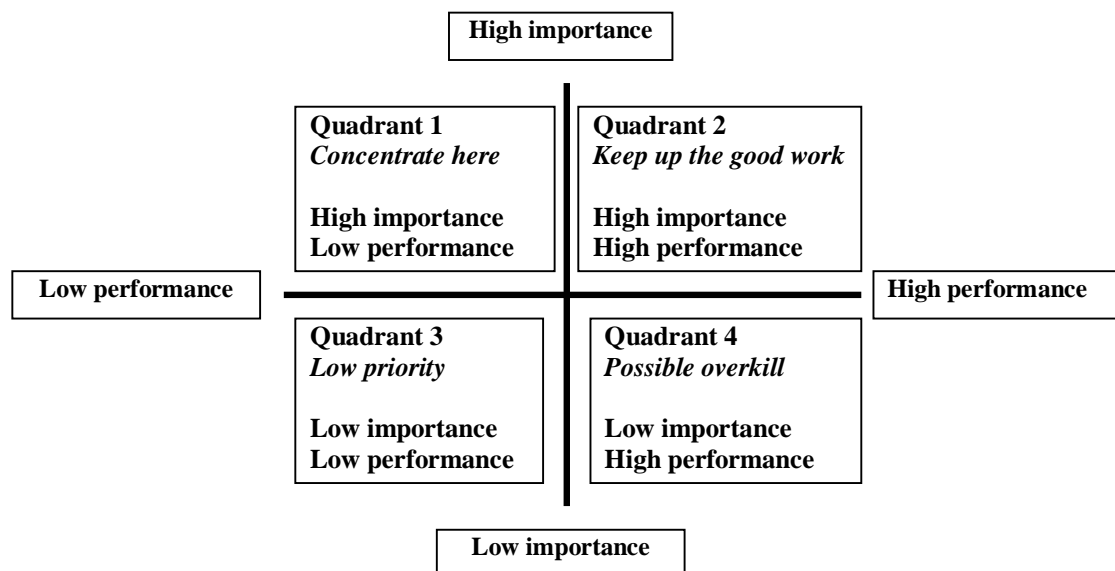 High importance
Quadrant 1
Concentrate here
High importance
Low performance
Quadrant 2
Keep up the good work
High importance
High performance
Low performance
High performance
Quadrant 3
Low priority
Low importance
Low performance
Quadrant 4
Possible overkill
Low importance
High performance
Low importance